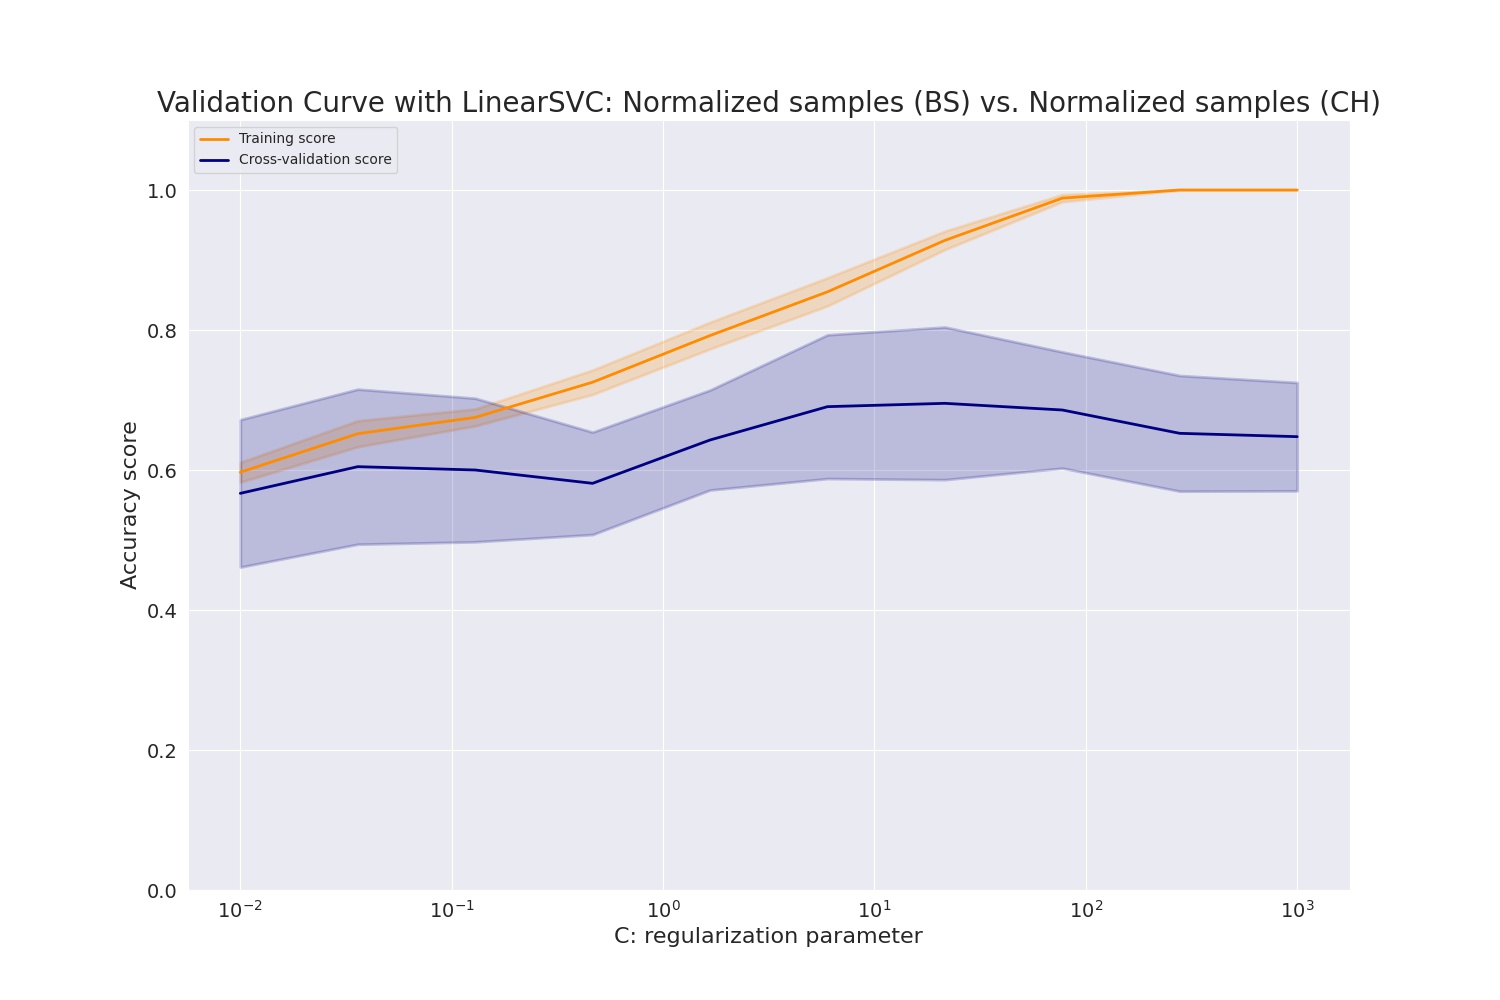 Validation Curve with LinearSVC: Normalized samples (BS) vs. Normalized samples (CH)
Training score
Cross-validation score
1.0
0.8
0.6
0.4
0.2
0.0
Accuracy score
10⁻² 10⁻¹ 10⁰ 10¹ 10² 10³
C: regularization parameter